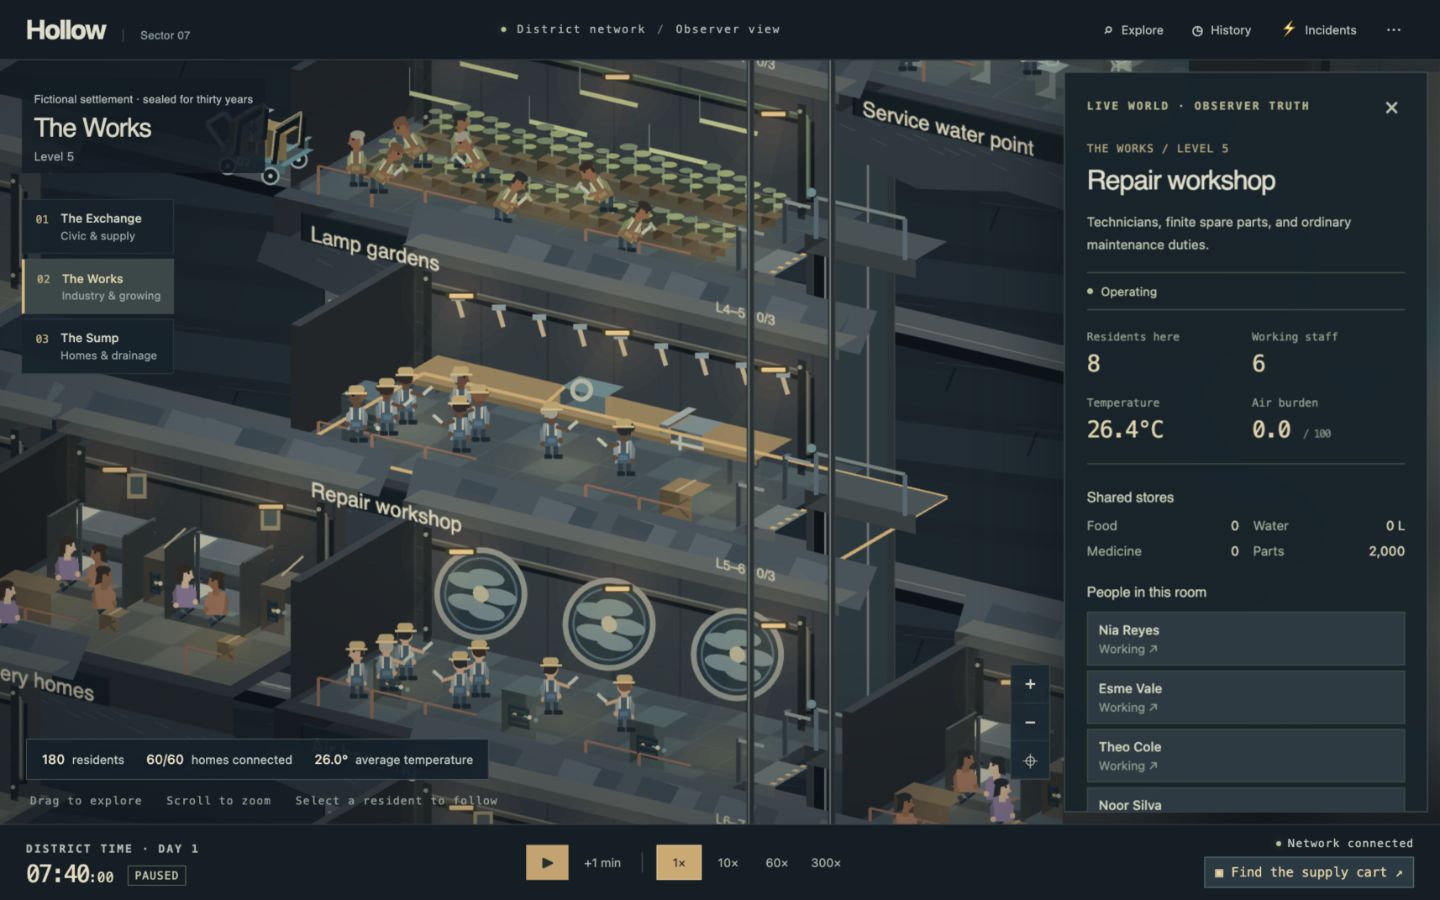 Hollow
Sector 07
District network / Observer view
Explore
History
Incidents
Fictional settlement · sealed for thirty years
The Works
Level 5
01 The Exchange
Civic & supply
02 The Works
Industry & growing
03 The Sump
Homes & drainage
0/3
Service water point
Lamp gardens
L4–5 0/3
Repair workshop
L5–6 0/3
ery homes
L6–7
180 residents 60/60 homes connected 26.0° average temperature
Drag to explore Scroll to zoom Select a resident to follow
LIVE WORLD · OBSERVER TRUTH
THE WORKS / LEVEL 5
Repair workshop
Technicians, finite spare parts, and ordinary
maintenance duties.
Operating
Residents here Working staff
8 6
Temperature Air burden
26.4°C 0.0 / 100
Shared stores
Food 0 Water 0 L
Medicine 0 Parts 2,000
People in this room
Nia Reyes
Working ↗
Esme Vale
Working ↗
Theo Cole
Working ↗
Noor Silva
DISTRICT TIME · DAY 1
07:40:00 PAUSED
+1 min 1× 10× 60× 300×
Network connected
Find the supply cart ↗